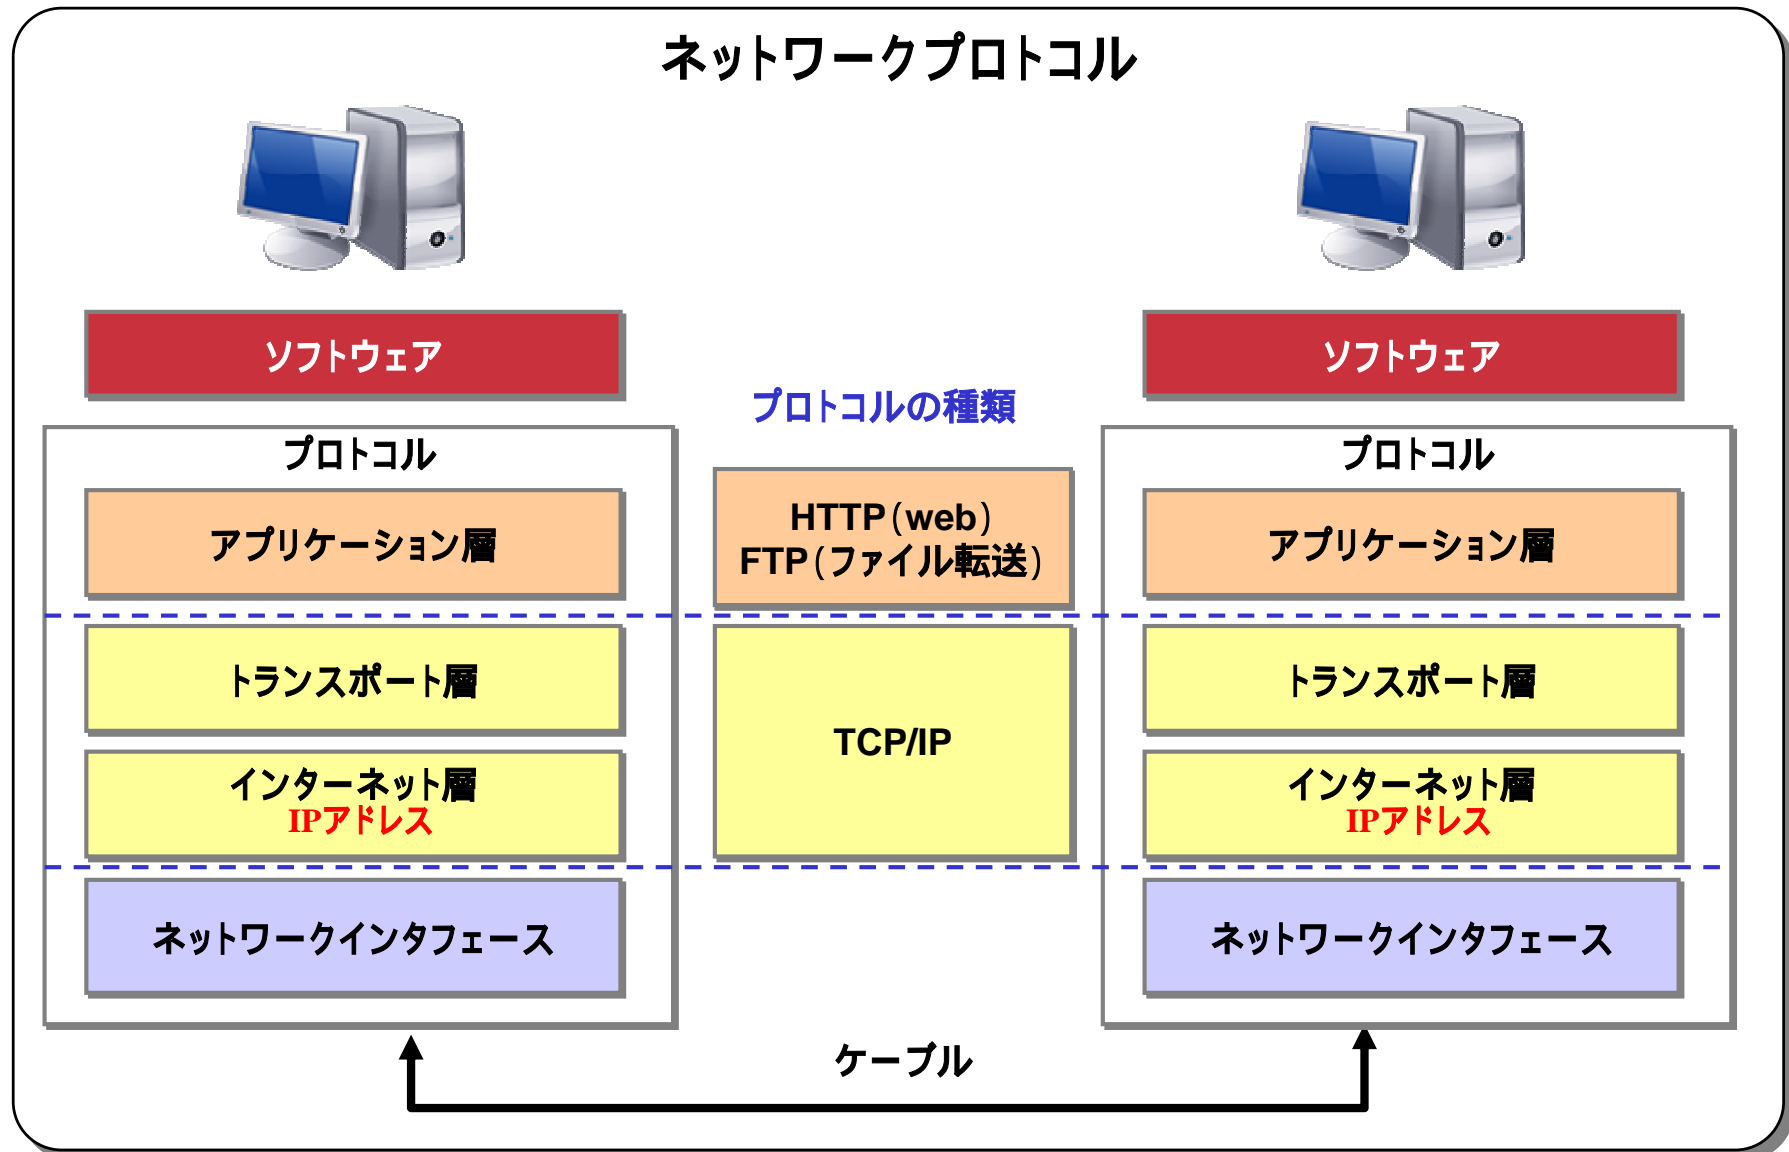 ネットワークプロトコル
ソフトウェア
ソフトウェア
プロトコルの種類
プロトコル
プロトコル
アプリケーション層
HTTP(web)
FTP(ファイル転送)
アプリケーション層
トランスポート層
TCP/IP
トランスポート層
インターネット層
IPアドレス
インターネット層
IPアドレス
ネットワークインタフェース
ネットワークインタフェース
ケーブル